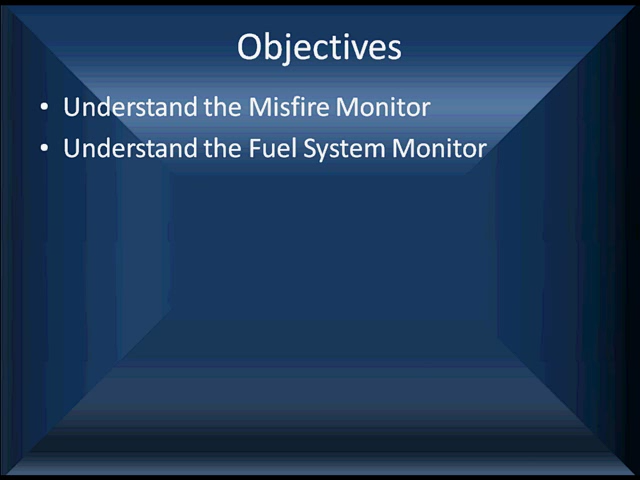 Objectives
• Understand the Misfire Monitor
• Understand the Fuel System Monitor